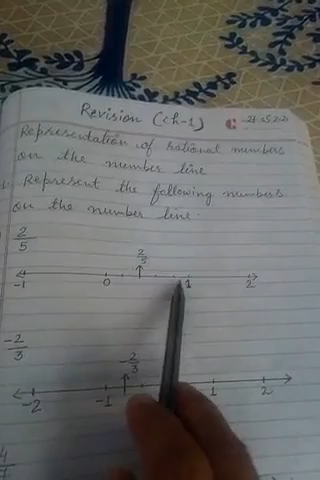 Revision (ch-1)
Representation of rational numbers
on the number line
Represent the following numbers
on the number line.
2/5
2/5
-1 0 1 2
-2/3
-2/3
-2 -1 1 2
4